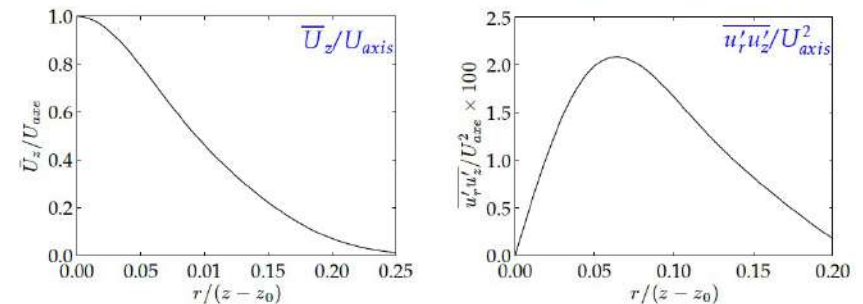 1.0
0.8
0.6
0.4
0.2
0.0
Ū_z/U_axe
U̅_z/U_axis
0.00 0.05 0.01 0.15 0.20 0.25
r/(z − z₀)
2.5
2.0
1.5
1.0
0.5
0.0
u′_r u′_z/U²_axe × 100
u′_r u′_z/U²_axis
0.00 0.05 0.10 0.15 0.20
r/(z − z₀)